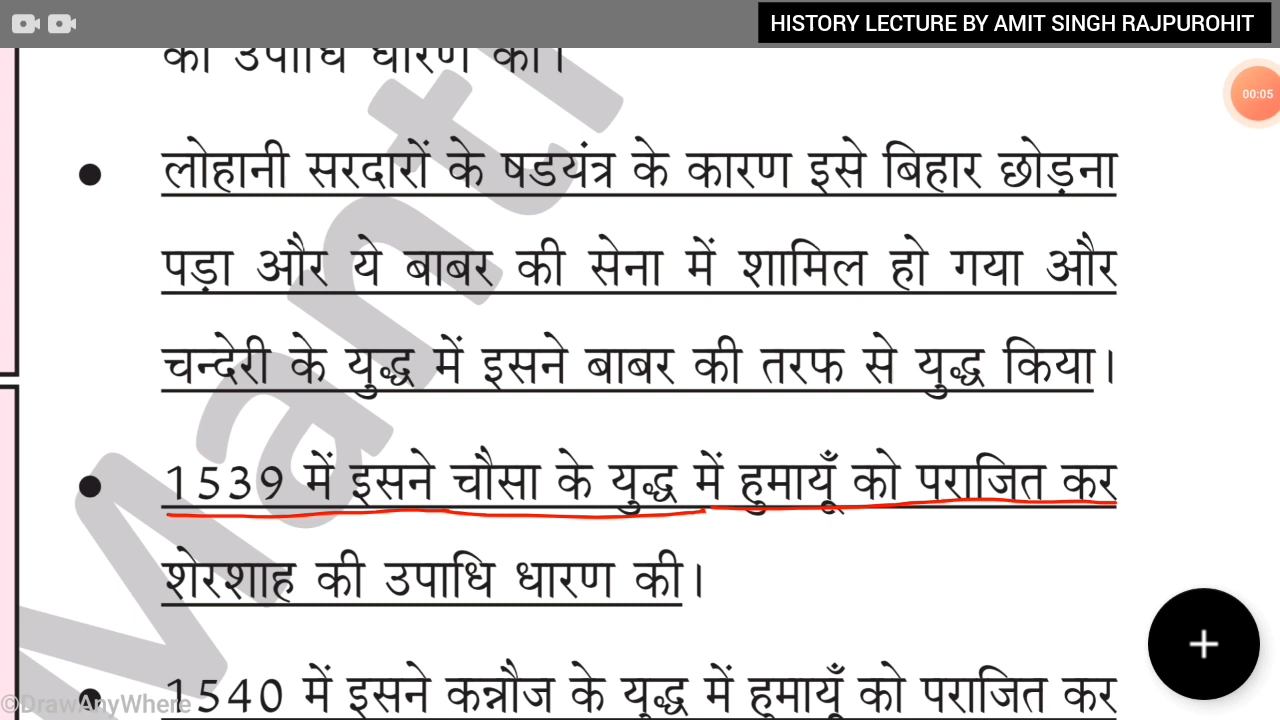 HISTORY LECTURE BY AMIT SINGH RAJPUROHIT
की उपाधि धारण की।
00:05
लोहानी सरदारों के षडयंत्र के कारण इसे बिहार छोड़ना
पड़ा और ये बाबर की सेना में शामिल हो गया और
चन्देरी के युद्ध में इसने बाबर की तरफ से युद्ध किया।
1539 में इसने चौसा के युद्ध में हुमायूँ को पराजित कर
शेरशाह की उपाधि धारण की।
1540 में इसने कन्नौज के युद्ध में हुमायूँ को पराजित कर
©DrawAnyWhere